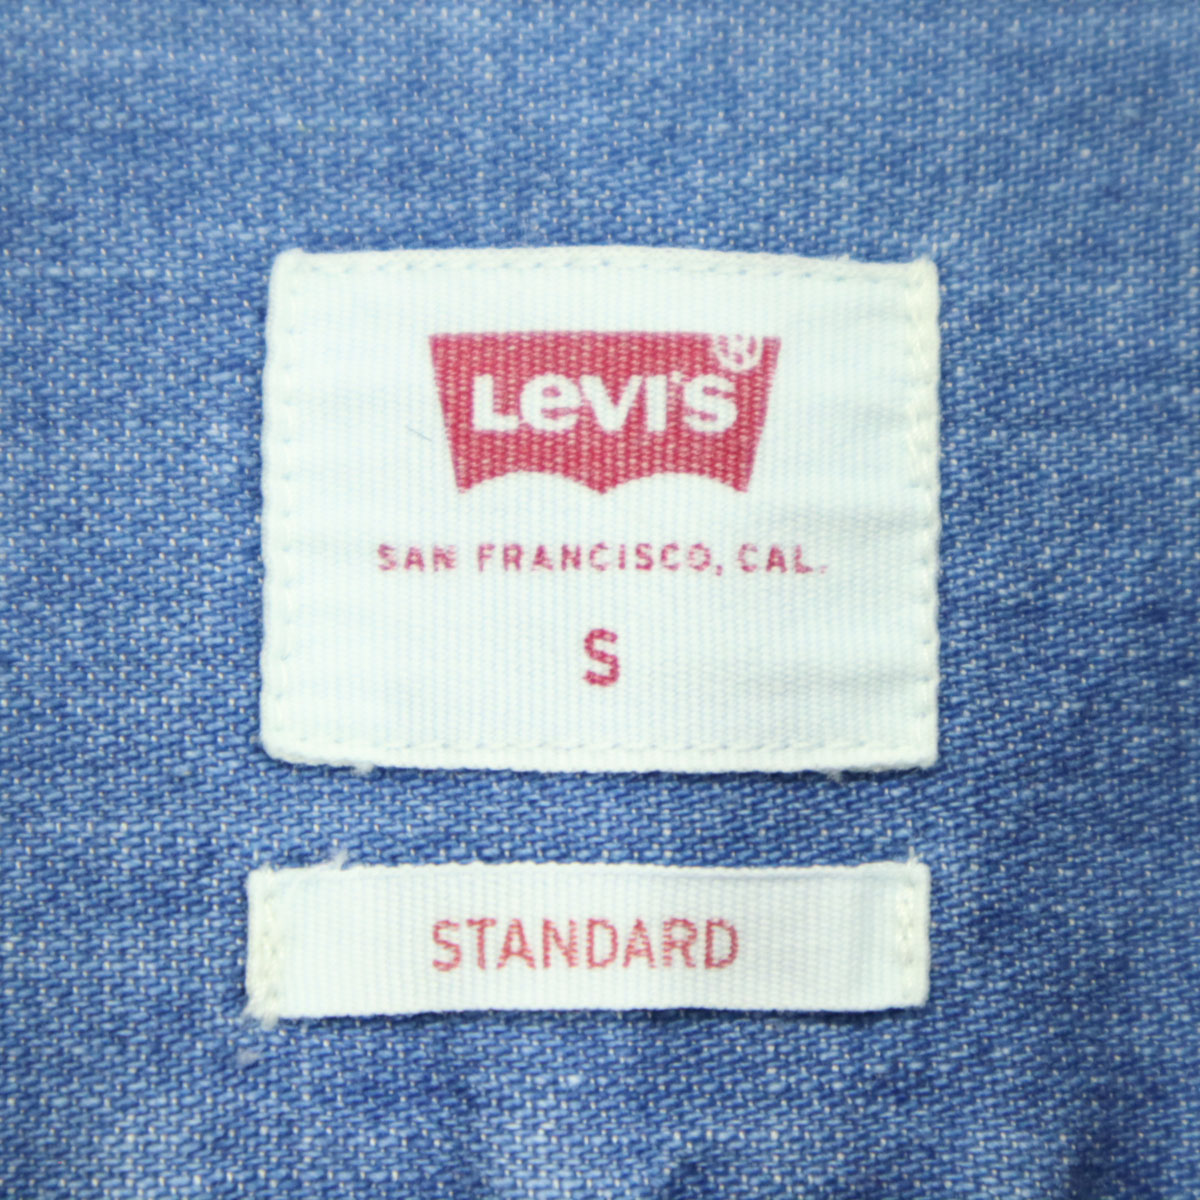 Levi's®
SAN FRANCISCO, CAL.
S
STANDARD